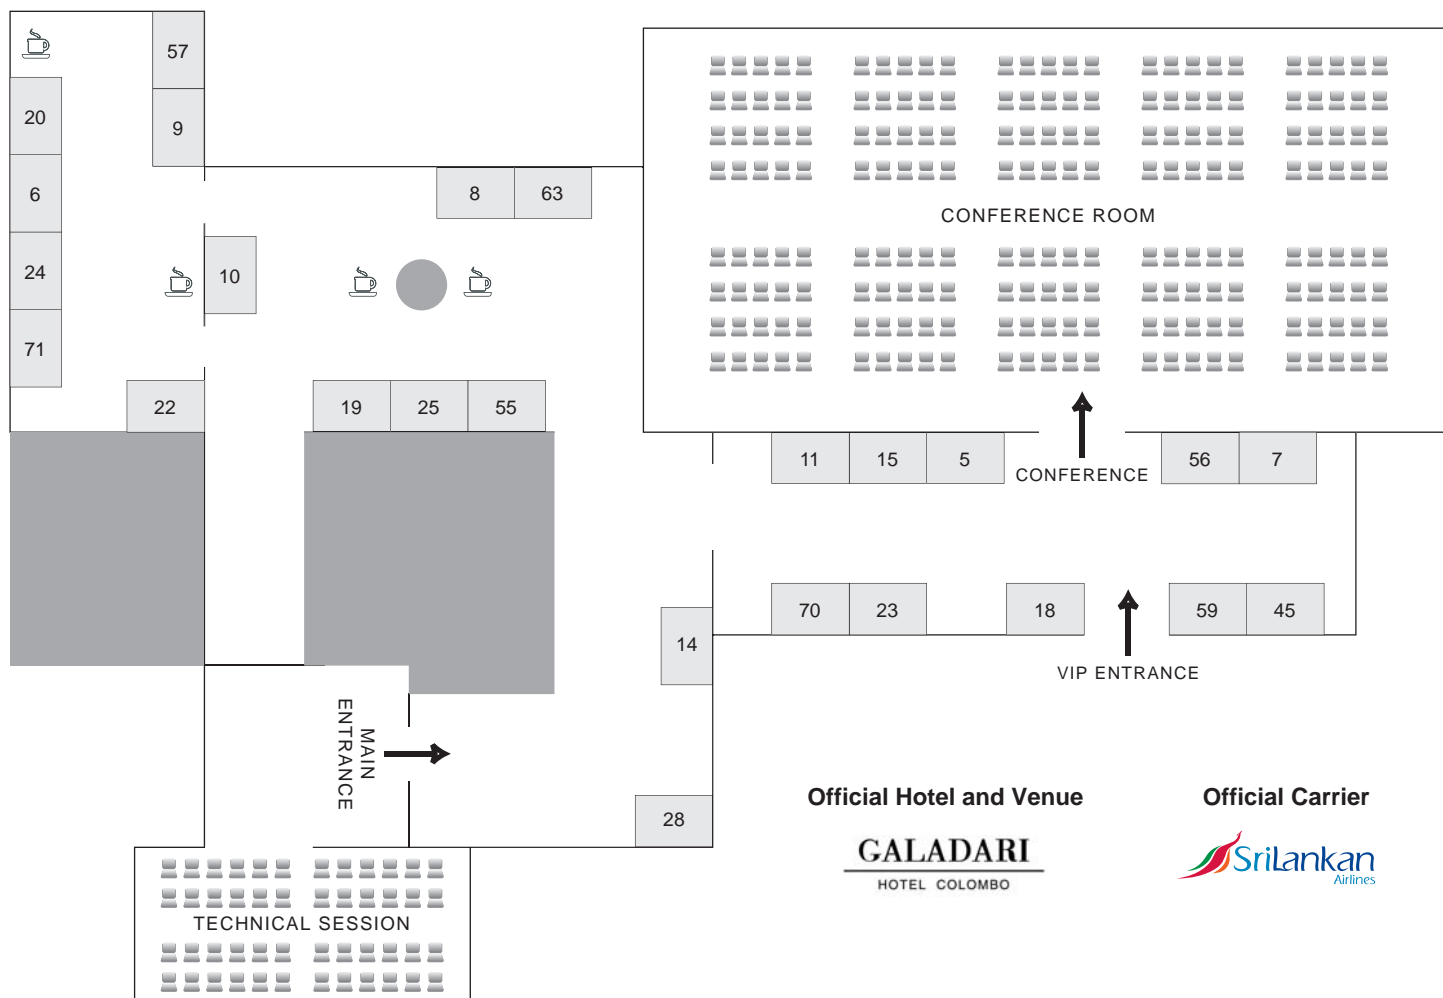 57
20
9
6
8
63
24
10
71
22
19
25
55
CONFERENCE ROOM
11
15
5
56
7
CONFERENCE
70
23
18
59
45
14
VIP ENTRANCE
MAIN
ENTRANCE
28
Official Hotel and Venue
GALADARI
HOTEL COLOMBO
Official Carrier
SriLankan
Airlines
TECHNICAL SESSION